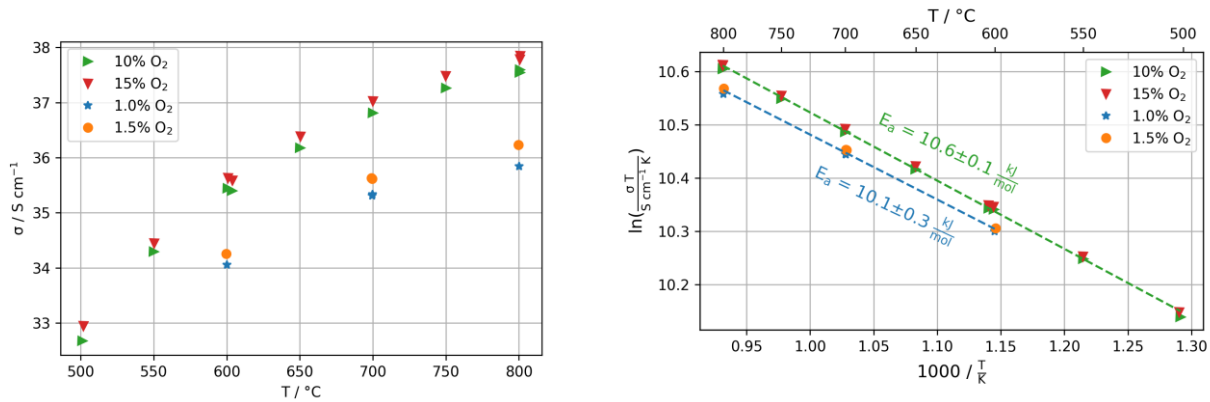 38
37
36
35
34
33
σ / S cm⁻¹
10% O₂
15% O₂
1.0% O₂
1.5% O₂
500 550 600 650 700 750 800
T / °C
T / °C
800 750 700 650 600 550 500
10.6
10.5
10.4
10.3
10.2
ln(σ T / S cm⁻¹ K)
10% O₂
15% O₂
1.0% O₂
1.5% O₂
Eₐ = 10.6±0.1 kJ/mol
Eₐ = 10.1±0.3 kJ/mol
0.95 1.00 1.05 1.10 1.15 1.20 1.25 1.30
1000 / T/K